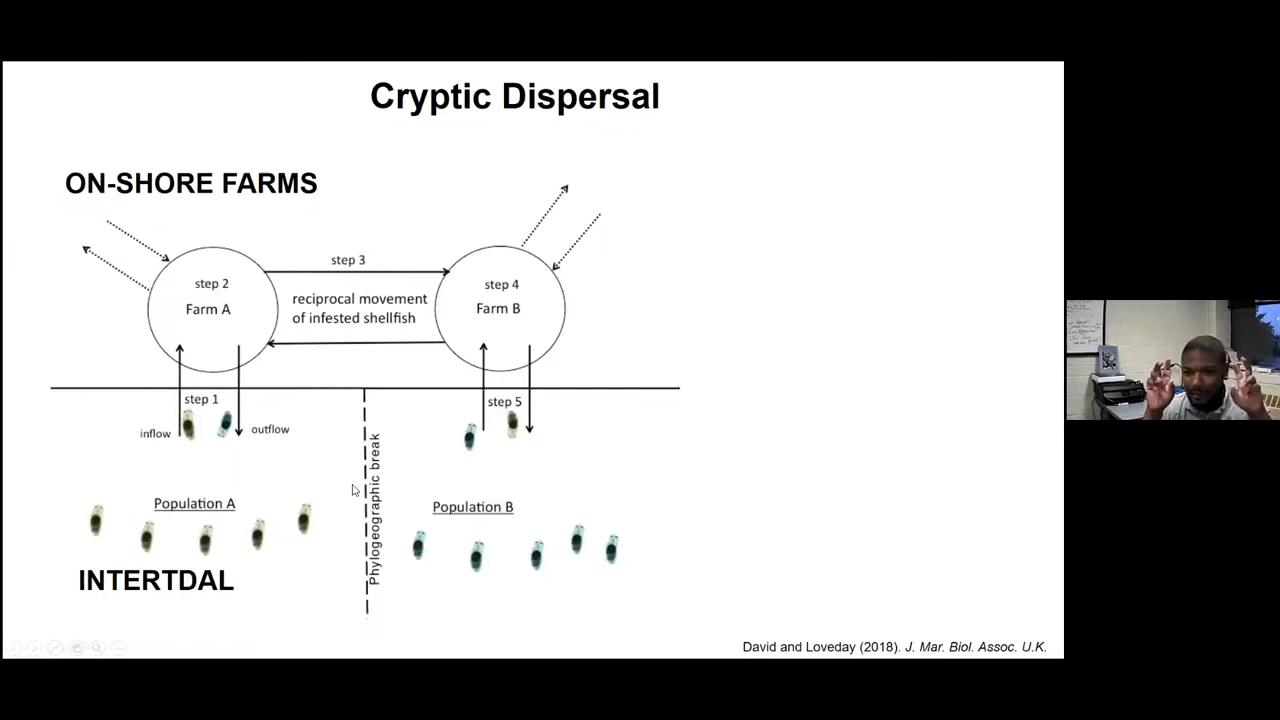 Cryptic Dispersal
ON-SHORE FARMS
step 3
step 2
Farm A
reciprocal movement
of infested shellfish
step 4
Farm B
step 1
inflow
outflow
step 5
Phylogeographic break
Population A
Population B
INTERTDAL
David and Loveday (2018). J. Mar. Biol. Assoc. U.K.